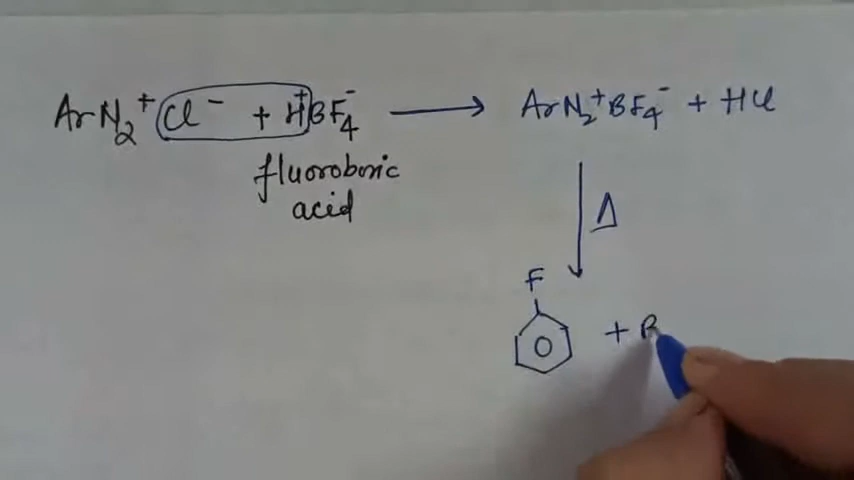 ArN₂⁺Cl⁻ + H⁺BF₄⁻ ⟶ ArN₂⁺BF₄⁻ + HCl
fluoroboric
acid
Δ
F
+ B